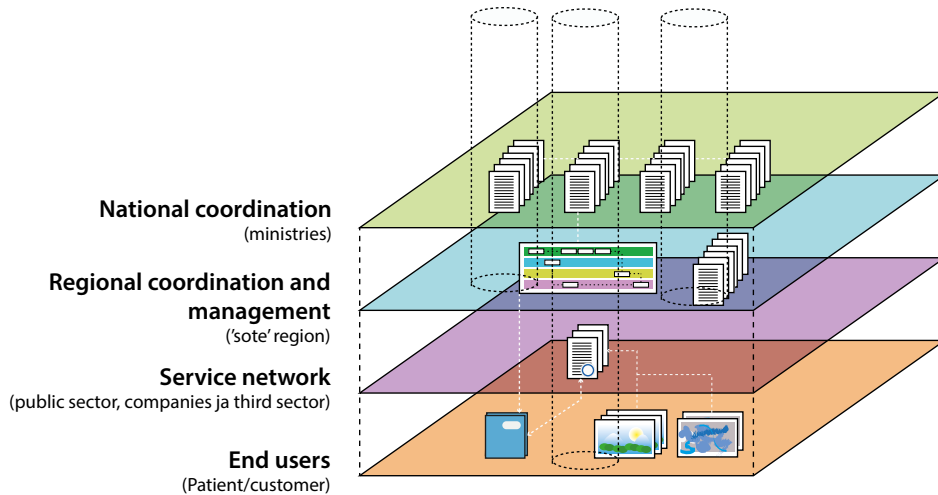 National coordination
(ministries)
Regional coordination and
management
('sote' region)
Service network
(public sector, companies ja third sector)
End users
(Patient/customer)